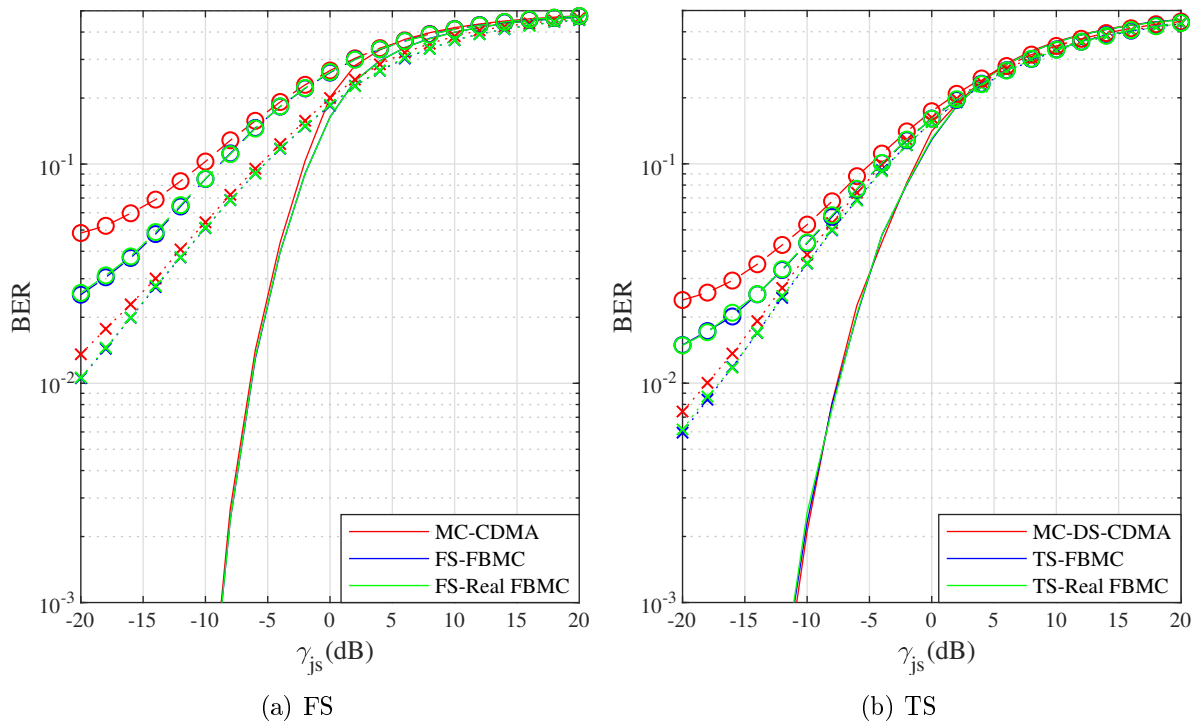 BER
10^-1
10^-2
10^-3
-20 -15 -10 -5 0 5 10 15 20
γ_js(dB)
MC-CDMA
FS-FBMC
FS-Real FBMC
(a) FS
BER
10^-1
10^-2
10^-3
-20 -15 -10 -5 0 5 10 15 20
γ_js(dB)
MC-DS-CDMA
TS-FBMC
TS-Real FBMC
(b) TS